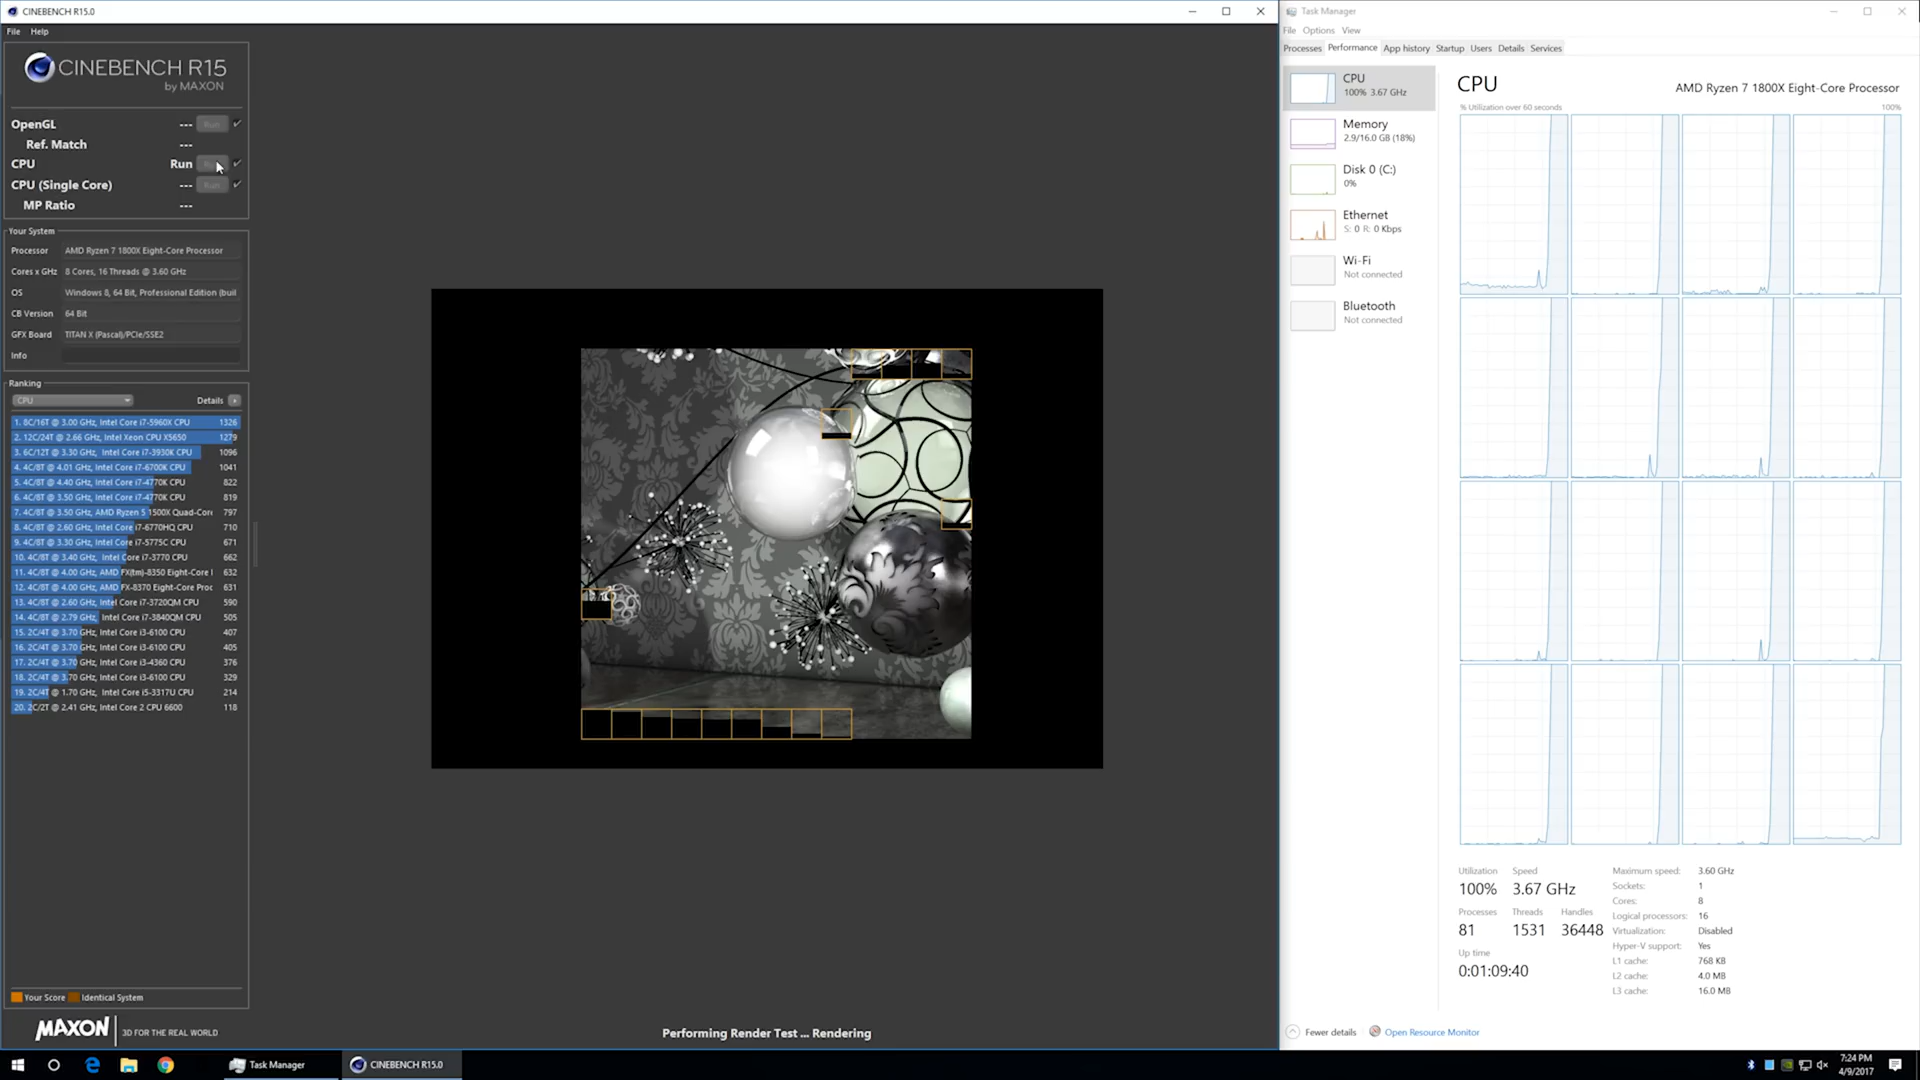 CINEBENCH R15.0
File Help
CINEBENCH R15
by MAXON
OpenGL --- Run
Ref. Match ---
CPU Run
CPU (Single Core) --- Run
MP Ratio ---
Your System
Processor AMD Ryzen 7 1800X Eight-Core Processor
Cores x GHz 8 Cores, 16 Threads @ 3.60 GHz
OS Windows 8, 64 Bit, Professional Edition (buil
CB Version 64 Bit
GFX Board TITAN X (Pascal)/PCIe/SSE2
Info
Ranking
CPU Details
1. 8C/16T @ 3.00 GHz, Intel Core i7-5960X CPU 1326
2. 12C/24T @ 2.66 GHz, Intel Xeon CPU X5650 1279
3. 6C/12T @ 3.30 GHz, Intel Core i7-3930K CPU 1096
4. 4C/8T @ 4.01 GHz, Intel Core i7-6700K CPU 1041
5. 4C/8T @ 4.40 GHz, Intel Core i7-4770K CPU 822
6. 4C/8T @ 3.50 GHz, Intel Core i7-4770K CPU 819
7. 4C/8T @ 3.50 GHz, AMD Ryzen 5 1500X Quad-Core 797
8. 4C/8T @ 2.60 GHz, Intel Core i7-6770HQ CPU 710
9. 4C/8T @ 3.30 GHz, Intel Core i7-5775C CPU 671
10. 4C/8T @ 3.40 GHz, Intel Core i7-3770 CPU 662
11. 4C/8T @ 4.00 GHz, AMD FX(tm)-8350 Eight-Core 632
12. 4C/8T @ 4.00 GHz, AMD FX-8370 Eight-Core Proc 631
13. 4C/8T @ 2.60 GHz, Intel Core i7-3720QM CPU 590
14. 4C/8T @ 2.79 GHz, Intel Core i7-3840QM CPU 505
15. 2C/4T @ 3.70 GHz, Intel Core i3-6100 CPU 407
16. 2C/4T @ 3.70 GHz, Intel Core i3-6100 CPU 405
17. 2C/4T @ 3.70 GHz, Intel Core i3-4360 CPU 376
18. 2C/4T @ 3.70 GHz, Intel Core i3-6100 CPU 329
19. 2C/4T @ 1.70 GHz, Intel Core i5-3317U CPU 214
20. 2C/2T @ 2.41 GHz, Intel Core 2 CPU 6600 118
Your Score Identical System
MAXON 3D FOR THE REAL WORLD
Performing Render Test ... Rendering
Task Manager
File Options View
Processes Performance App history Startup Users Details Services
CPU
100% 3.67 GHz
Memory
2.9/16.0 GB (18%)
Disk 0 (C:)
0%
Ethernet
S: 0 R: 0 Kbps
Wi-Fi
Not connected
Bluetooth
Not connected
CPU AMD Ryzen 7 1800X Eight-Core Processor
% Utilization over 60 seconds 100%
Utilization Speed
100% 3.67 GHz
Processes Threads Handles
81 1531 36448
Up time
0:01:09:40
Maximum speed: 3.60 GHz
Sockets: 1
Cores: 8
Logical processors: 16
Virtualization: Disabled
Hyper-V support: Yes
L1 cache: 768 KB
L2 cache: 4.0 MB
L3 cache: 16.0 MB
Fewer details Open Resource Monitor
Task Manager CINEBENCH R15.0
7:24 PM
4/9/2017